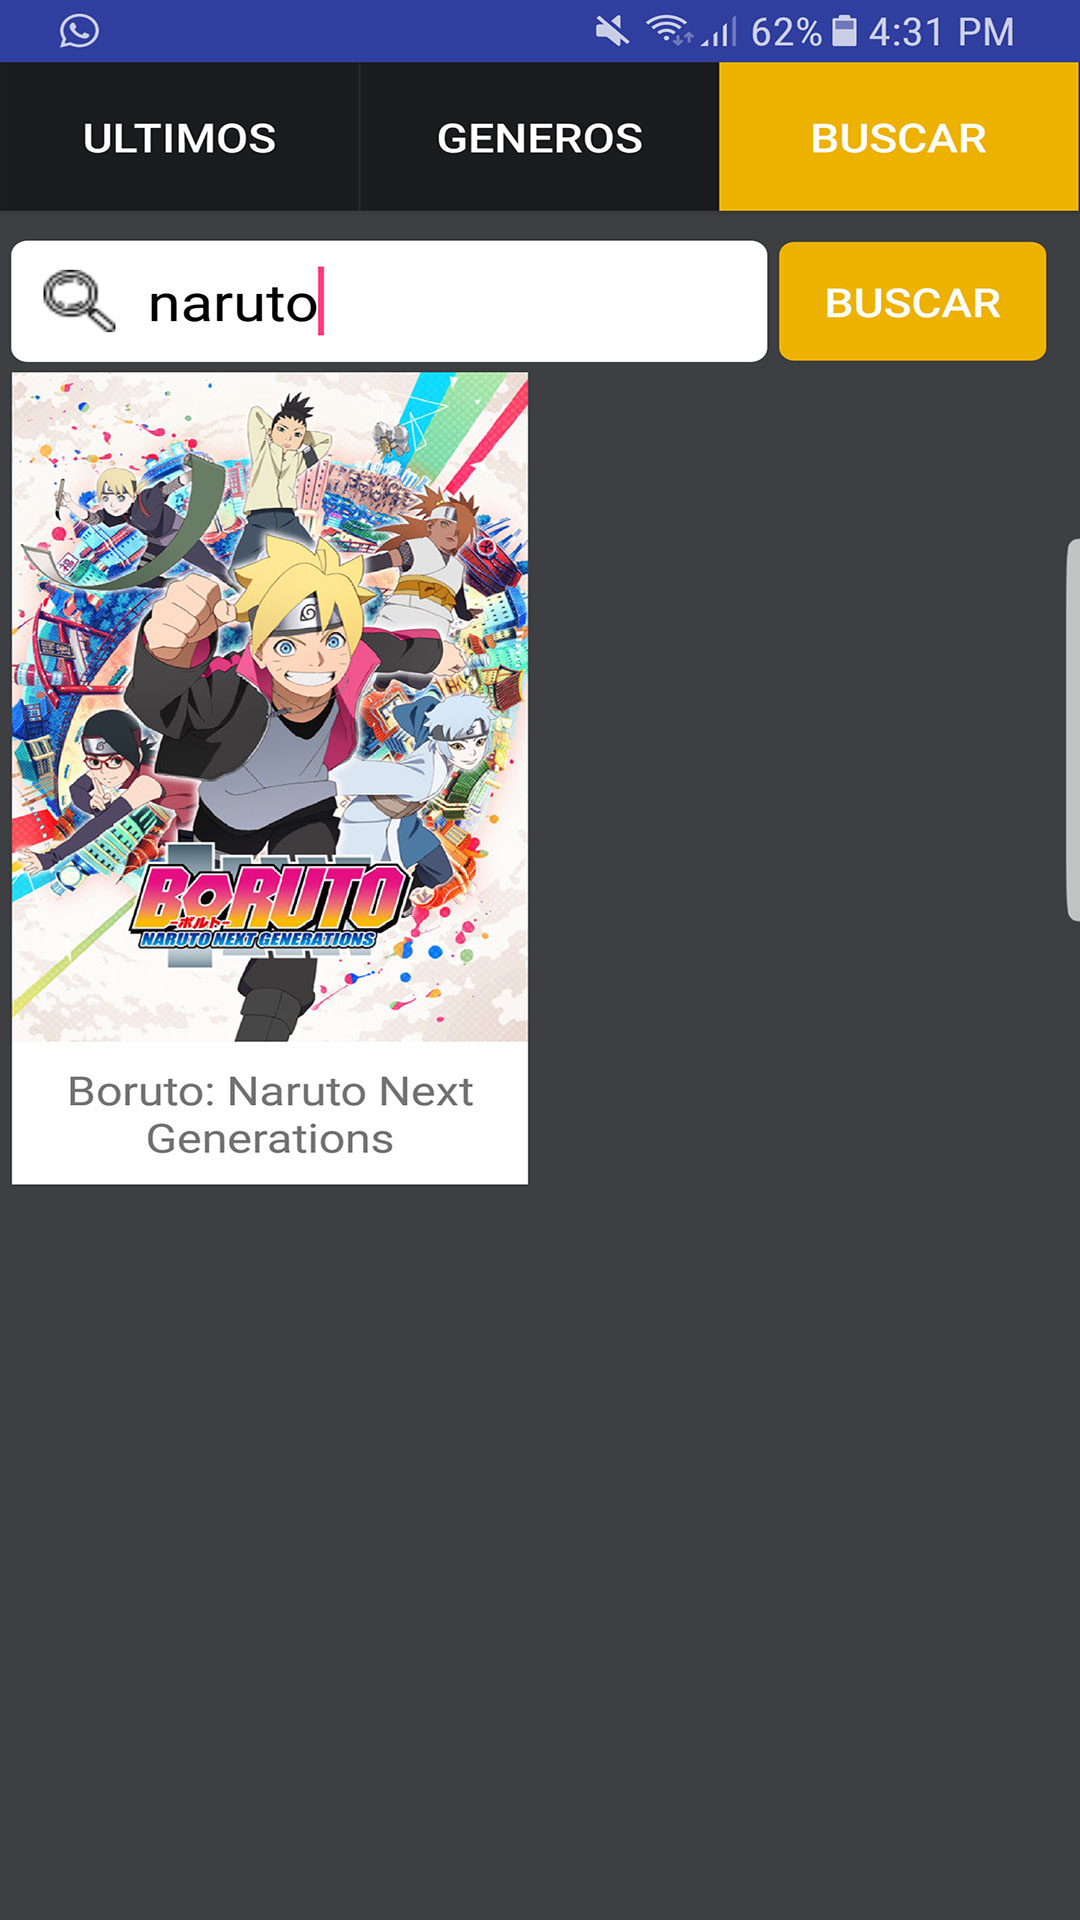 62% 4:31 PM
ULTIMOS GENEROS BUSCAR
naruto BUSCAR
福
BORUTO
-ボルト-
NARUTO NEXT GENERATIONS
Boruto: Naruto Next
Generations